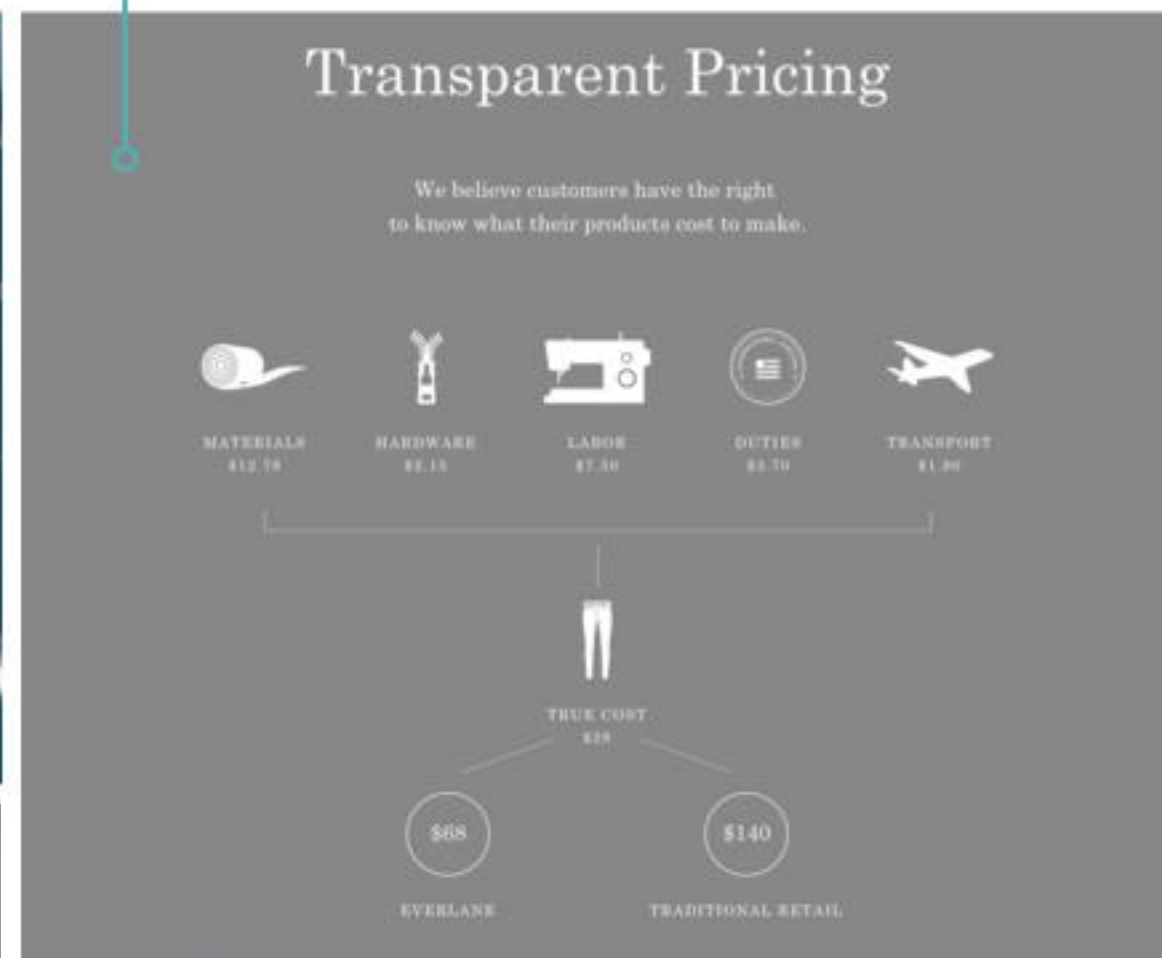 Transparent Pricing
We believe customers have the right
to know what their products cost to make.
MATERIALS
HARDWARE
LABOR
DUTIES
TRANSPORT
TRUE COST
$68
$140
EVERLANE
TRADITIONAL RETAIL